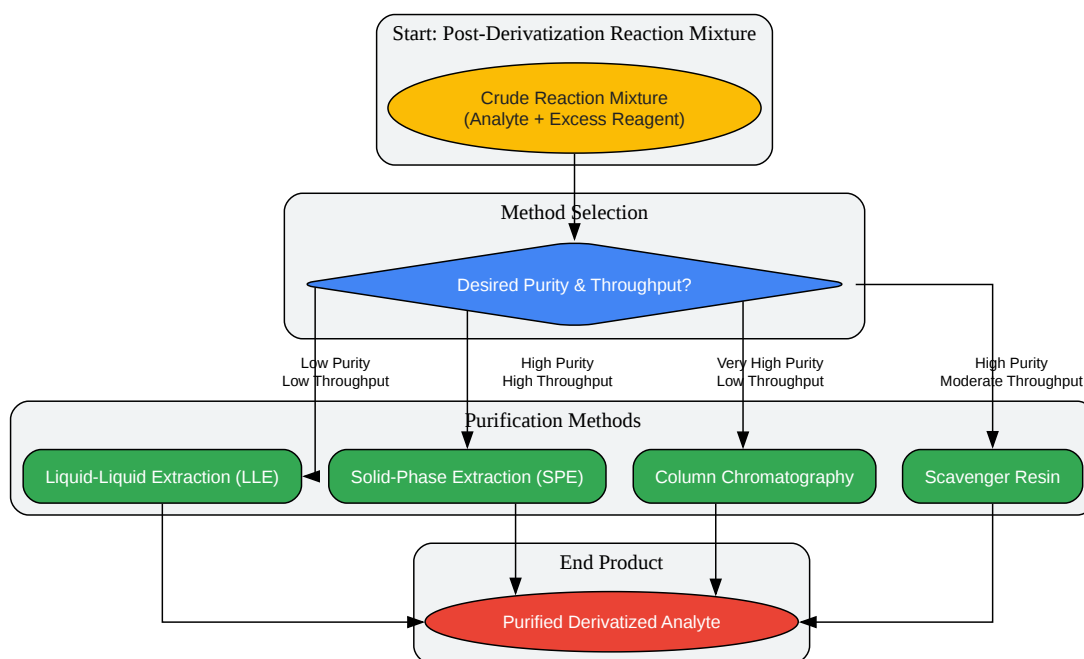 Start: Post-Derivatization Reaction Mixture
Crude Reaction Mixture
(Analyte + Excess Reagent)
Method Selection
Desired Purity & Throughput?
Low Purity
Low Throughput
High Purity
High Throughput
Very High Purity
Low Throughput
High Purity
Moderate Throughput
Purification Methods
Liquid-Liquid Extraction (LLE)
Solid-Phase Extraction (SPE)
Column Chromatography
Scavenger Resin
End Product
Purified Derivatized Analyte